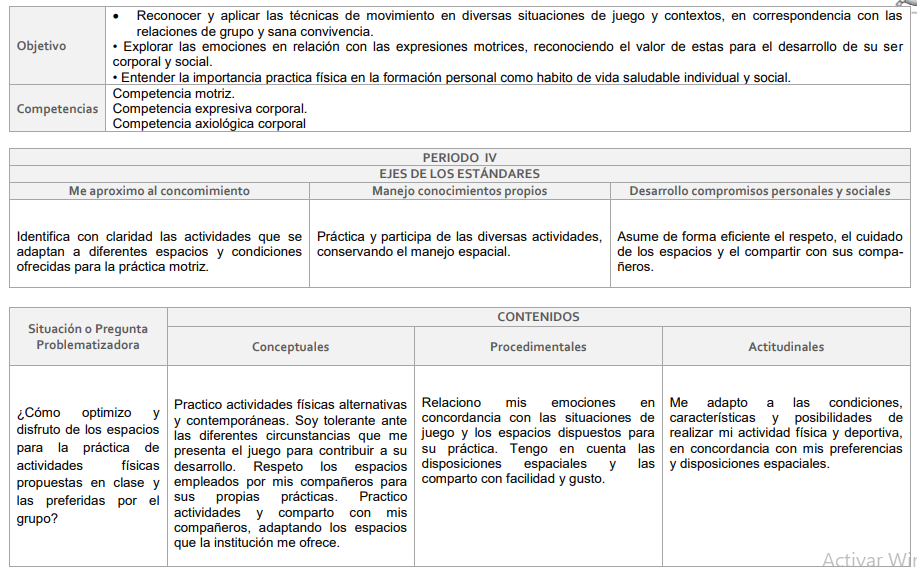 Objetivo
• Reconocer y aplicar las técnicas de movimiento en diversas situaciones de juego y contextos, en correspondencia con las
relaciones de grupo y sana convivencia.
• Explorar las emociones en relación con las expresiones motrices, reconociendo el valor de estas para el desarrollo de su ser
corporal y social.
• Entender la importancia practica física en la formación personal como habito de vida saludable individual y social.
Competencias
Competencia motriz.
Competencia expresiva corporal.
Competencia axiológica corporal
PERIODO IV
EJES DE LOS ESTÁNDARES
Me aproximo al concomimiento
Manejo conocimientos propios
Desarrollo compromisos personales y sociales
Identifica con claridad las actividades que se
adaptan a diferentes espacios y condiciones
ofrecidas para la práctica motriz.
Práctica y participa de las diversas actividades,
conservando el manejo espacial.
Asume de forma eficiente el respeto, el cuidado
de los espacios y el compartir con sus compa-
ñeros.
Situación o Pregunta
Problematizadora
CONTENIDOS
Conceptuales
Procedimentales
Actitudinales
¿Cómo optimizo y
disfruto de los espacios
para la práctica de
actividades físicas
propuestas en clase y
las preferidas por el
grupo?
Practico actividades físicas alternativas
y contemporáneas. Soy tolerante ante
las diferentes circunstancias que me
presenta el juego para contribuir a su
desarrollo. Respeto los espacios
empleados por mis compañeros para
sus propias prácticas. Practico
actividades y comparto con mis
compañeros, adaptando los espacios
que la institución me ofrece.
Relaciono mis emociones en
concordancia con las situaciones de
juego y los espacios dispuestos para
su práctica. Tengo en cuenta las
disposiciones espaciales y las
comparto con facilidad y gusto.
Me adapto a las condiciones,
características y posibilidades de
realizar mi actividad física y deportiva,
en concordancia con mis preferencias
y disposiciones espaciales.
Activar Wi